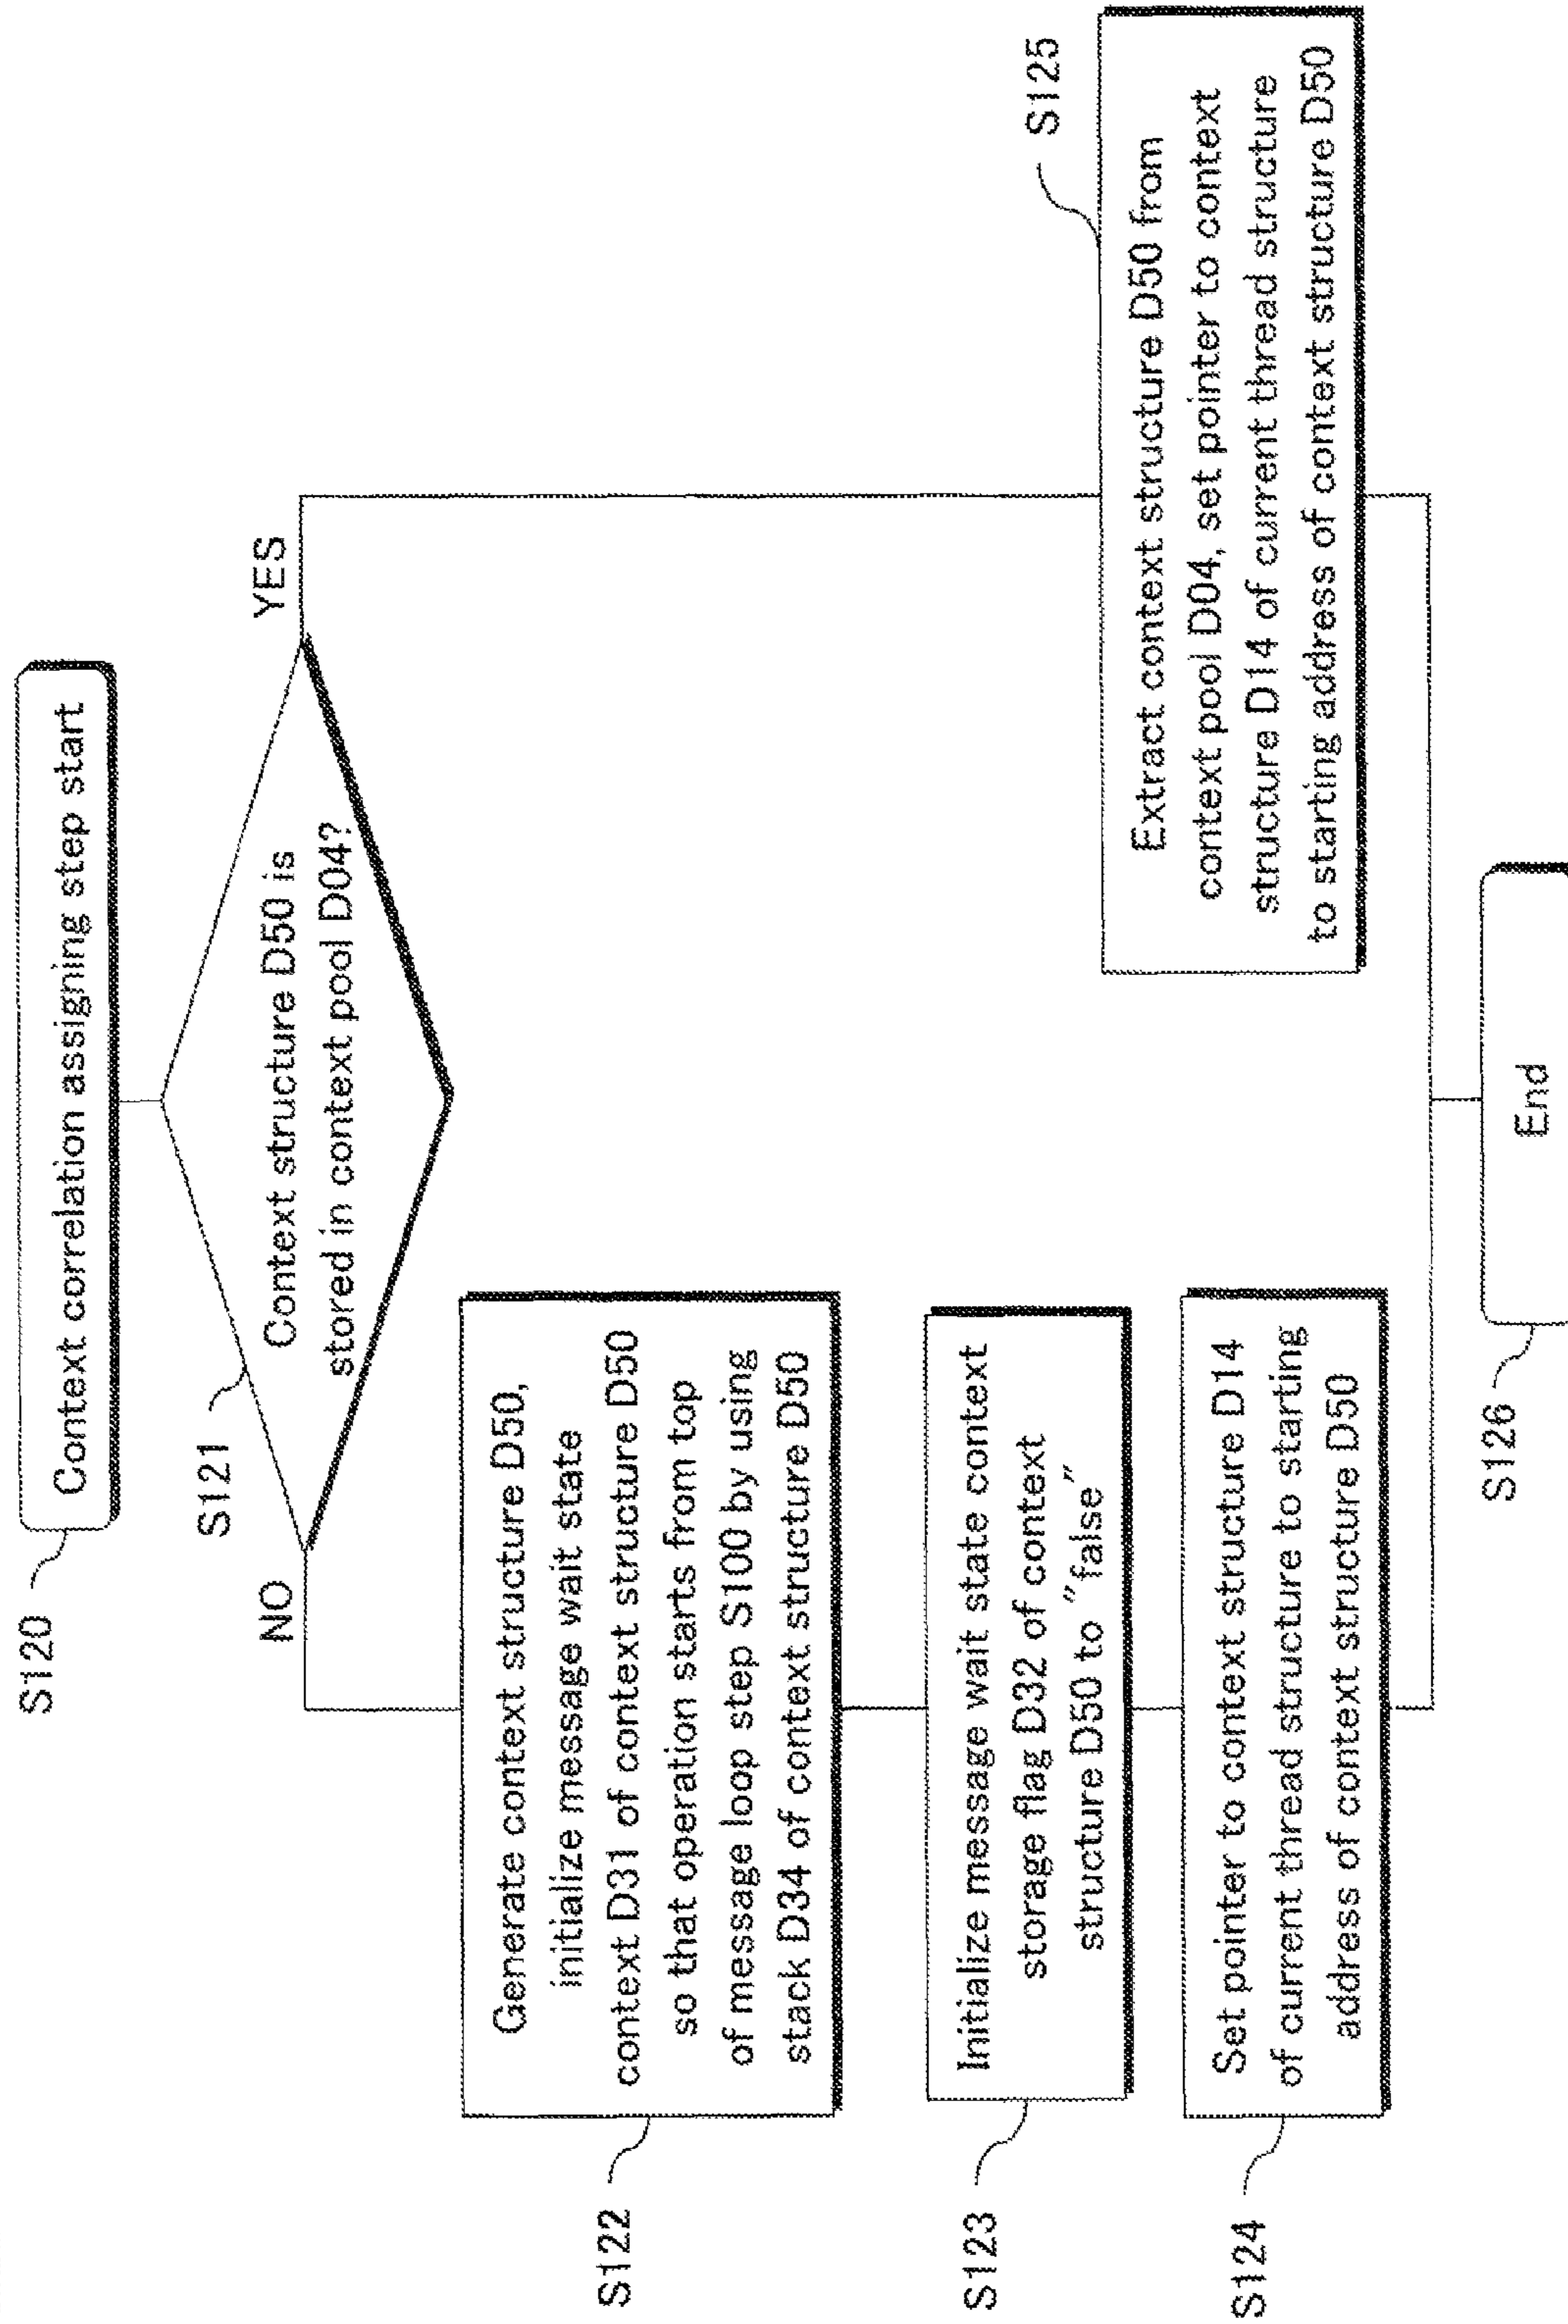 S120
Context correlation assigning step start
S121
Context structure D50 is
stored in context pool D04?
NO
YES
S122
Generate context structure D50,
initialize message wait state
context D31 of context structure D50
so that operation starts from top
of message loop step S100 by using
stack D34 of context structure D50
S123
Initialize message wait state context
storage flag D32 of context
structure D50 to "false"
S124
Set pointer to context structure D14
of current thread structure to starting
address of context structure D50
S125
Extract context structure D50 from
context pool D04, set pointer to context
structure D14 of current thread structure
to starting address of context structure D50
S126
End